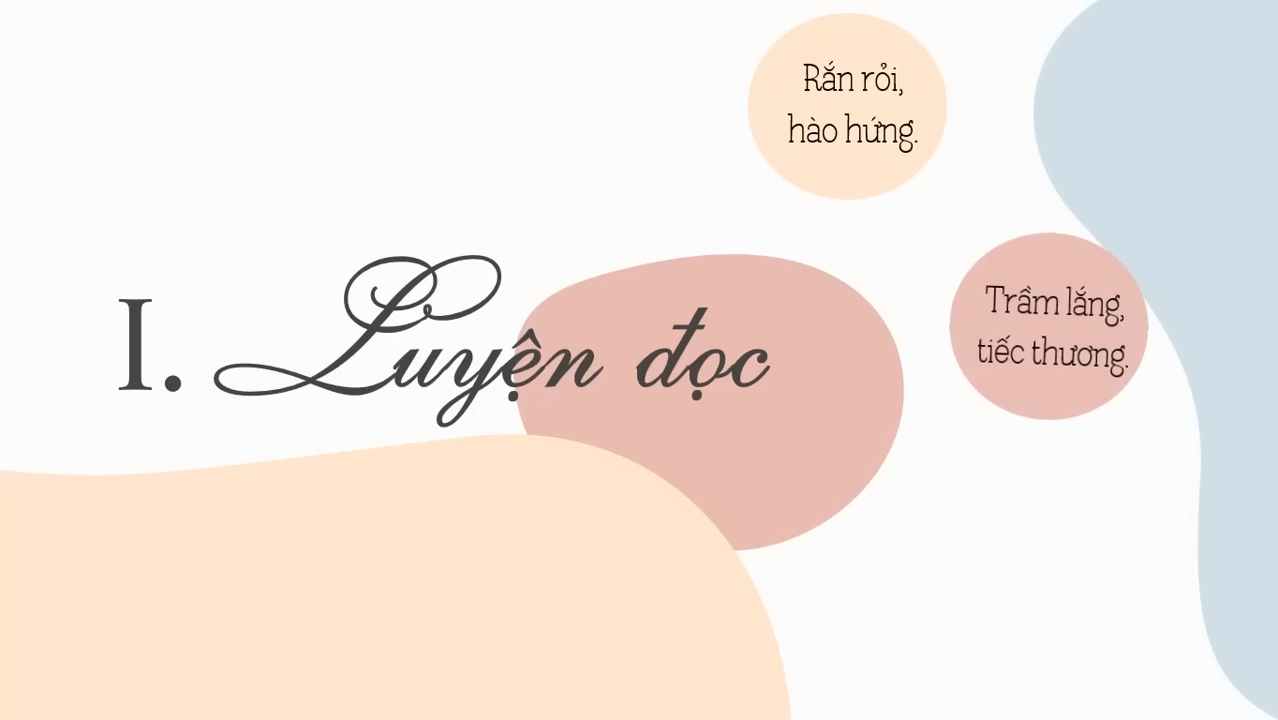 Rắn rỏi,
hào hứng.
I. Luyện đọc
Trầm lắng,
tiếc thương.